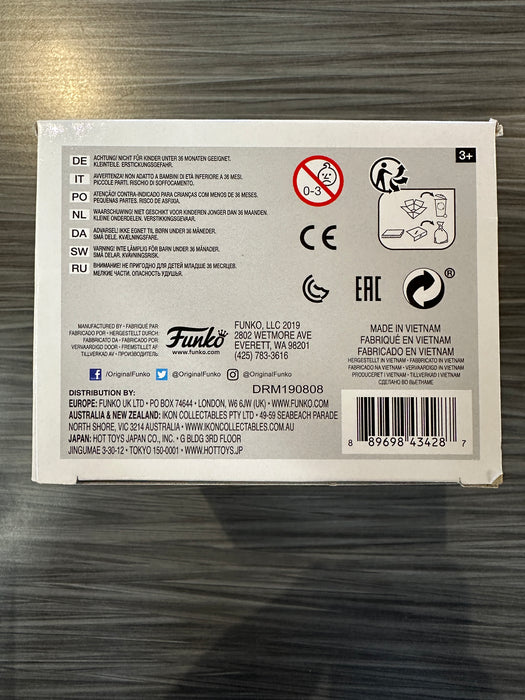 3+
DE ACHTUNG! NICHT FÜR KINDER UNTER 36 MONATEN GEEIGNET.
KLEINTEILE. ERSTICKUNGSGEFAHR.
IT AVVERTENZA! NON ADATTO A BAMBINI DI ETÀ INFERIORE A 36 MESI.
PICCOLE PARTI. RISCHIO DI SOFFOCAMENTO.
PO ATENÇÃO! CONTRA-INDICADO PARA CRIANÇAS COM MENOS DE 36 MESES.
PEQUENAS PARTES. RISCO DE ASFIXIA.
NL WAARSCHUWING! NIET GESCHIKT VOOR KINDEREN JONGER DAN 36 MAANDEN.
KLEINE ONDERDELEN. VERSTIKKINGSGEVAAR.
DA ADVARSEL! IKKE EGNET TIL BØRN UNDER 36 MÅNEDER.
SMÅ DELE. KVÆLNINGSFARE.
SW VARNING! INTE LÄMPLIG FÖR BARN UNDER 36 MÅNADER.
SMÅ DELAR. KVÄVNINGSRISK.
RU ВНИМАНИЕ! НЕ ПРИГОДНО ДЛЯ ДЕТЕЙ МЛАДШЕ 36 МЕСЯЦЕВ.
МЕЛКИЕ ЧАСТИ. ОПАСНОСТЬ УДУШЬЯ.
0-3
CE
EAC
®
MANUFACTURED BY • FABRIQUÉ PAR
FABRICADO POR • HERGESTELLT DURCH:
FABBRICATO DA • FABRICADO POR
VERVAARDIGD DOOR • FREMSTILLET AF
TILLVERKAD AV • ПРОИЗВОДИТЕЛЬ
Funko
www.funko.com
FUNKO, LLC 2019
2802 WETMORE AVE
EVERETT, WA 98201
(425) 783-3616
MADE IN VIETNAM
FABRIQUÉ EN VIETNAM
FABRICADO EN VIETNAM
HERGESTELLT IN VIETNAM • FABBRICATO IN VIETNAM
FABRICADO EM VIETNAM • VERVAARDIGD IN VIETNAM
PRODUCERET I VIETNAM • TILLVERKAD I VIETNAM
СДЕЛАНО ВО ВЬЕТНАМЕ
/OriginalFunko @OriginalFunko @OriginalFunko
DRM190808
DISTRIBUTION BY:
EUROPE: FUNKO UK LTD • PO BOX 74644 • LONDON, W6 6JW (UK) • WWW.FUNKO.COM
AUSTRALIA & NEW ZEALAND: IKON COLLECTABLES PTY LTD • 49-59 SEABEACH PARADE
NORTH SHORE, VIC 3214 AUSTRALIA • WWW.IKONCOLLECTABLES.COM.AU
JAPAN: HOT TOYS JAPAN CO., INC. • G BLDG 3RD FLOOR
JINGUMAE 3-30-12 • TOKYO 150-0001 • WWW.HOTTOYS.JP
8 89698 43428 7